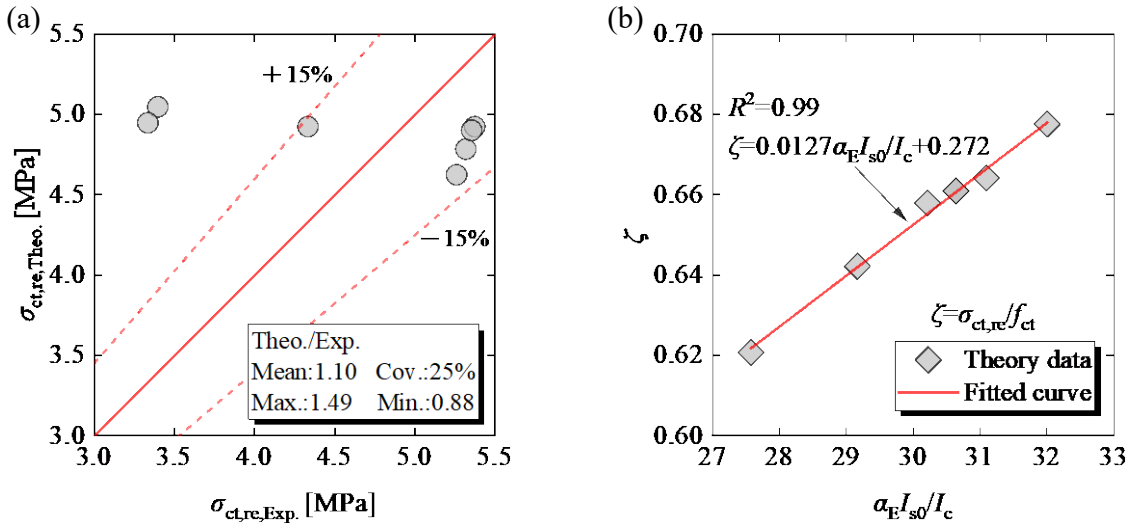 (a)
5.5
5.0
4.5
4.0
3.5
3.0
σct,re,Theo. [MPa]
+15%
−15%
Theo./Exp.
Mean:1.10 Cov.:25%
Max.:1.49 Min.:0.88
3.0 3.5 4.0 4.5 5.0 5.5
σct,re,Exp. [MPa]
(b)
0.70
0.68
0.66
0.64
0.62
0.60
ζ
R²=0.99
ζ=0.0127αEIs0/Ic+0.272
ζ=σct,re/fct
Theory data
Fitted curve
27 28 29 30 31 32 33
αEIs0/Ic